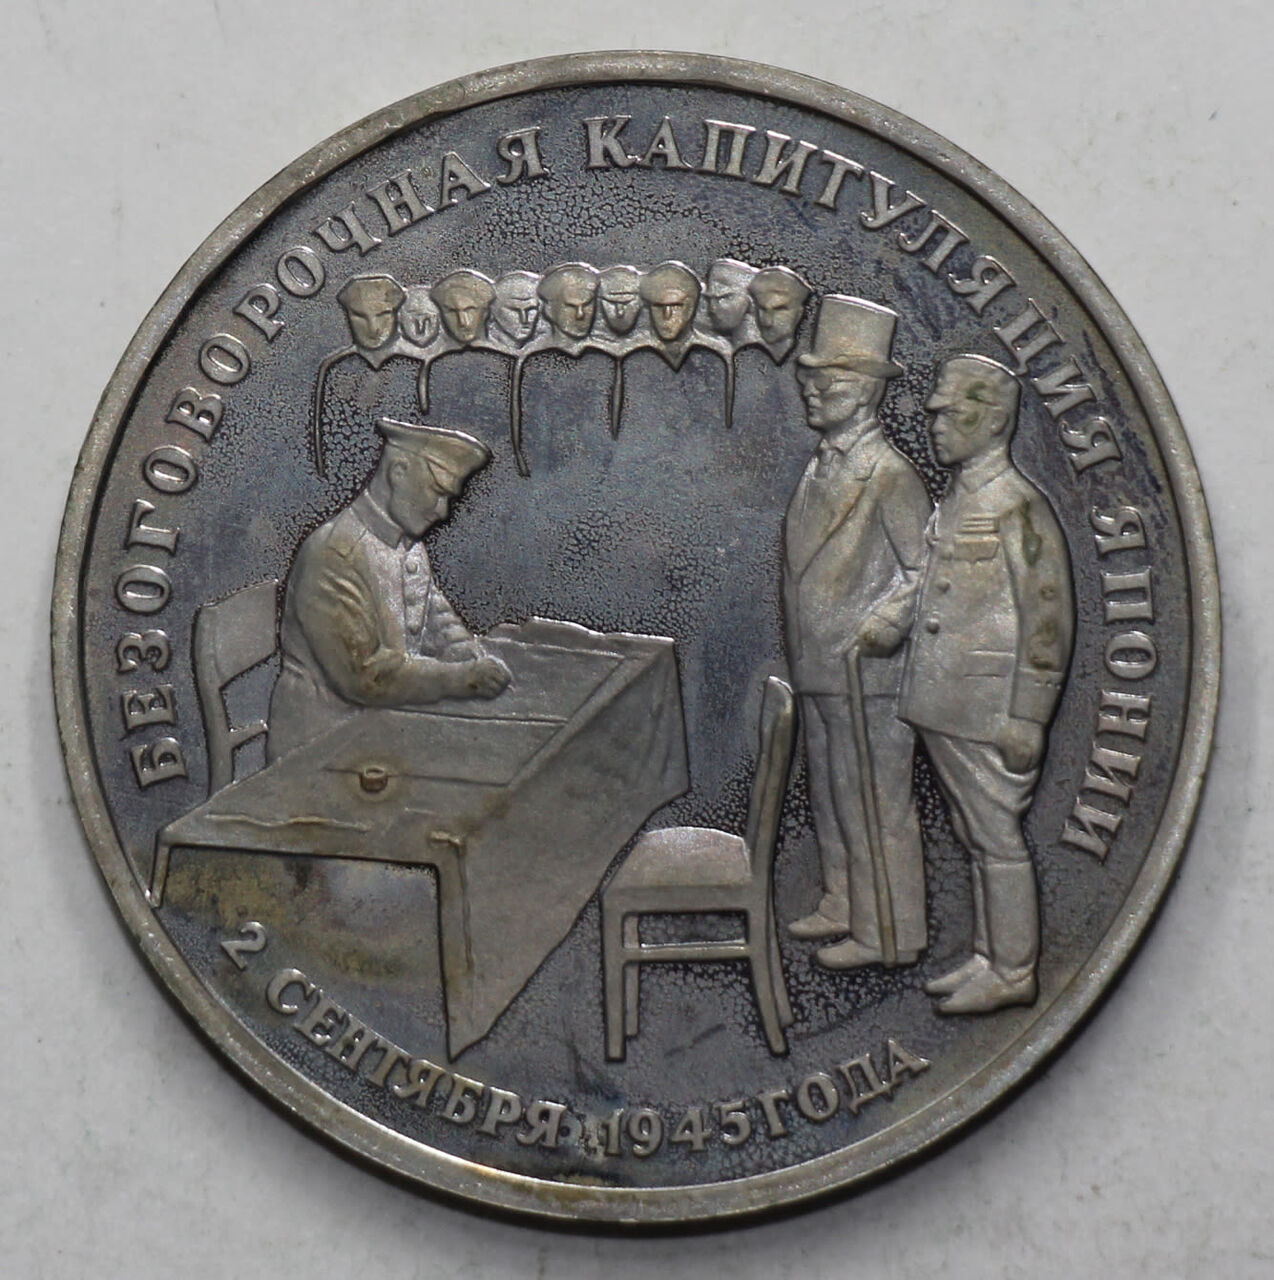 БЕЗОГОВОРОЧНАЯ КАПИТУЛЯЦИЯ ЯПОНИИ
2 СЕНТЯБРЯ 1945 ГОДА